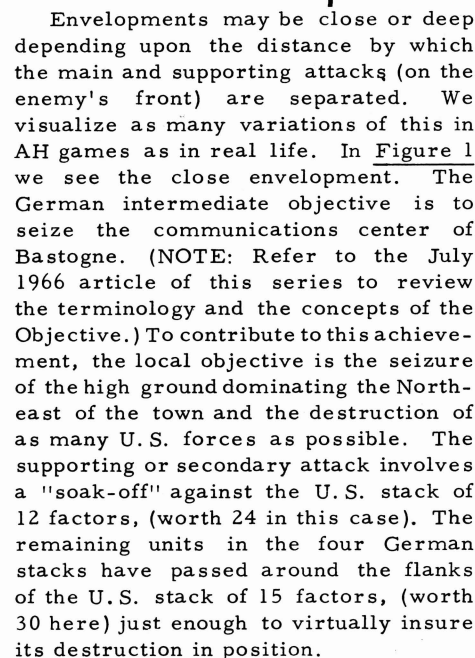 Envelopments may be close or deep
depending upon the distance by which
the main and supporting attacks (on the
enemy's front) are separated. We
visualize as many variations of this in
AH games as in real life. In Figure 1
we see the close envelopment. The
German intermediate objective is to
seize the communications center of
Bastogne. (NOTE: Refer to the July
1966 article of this series to review
the terminology and the concepts of the
Objective.) To contribute to this achieve-
ment, the local objective is the seizure
of the high ground dominating the North-
east of the town and the destruction of
as many U.S. forces as possible. The
supporting or secondary attack involves
a "soak-off" against the U.S. stack of
12 factors, (worth 24 in this case). The
remaining units in the four German
stacks have passed around the flanks
of the U.S. stack of 15 factors, (worth
30 here) just enough to virtually insure
its destruction in position.